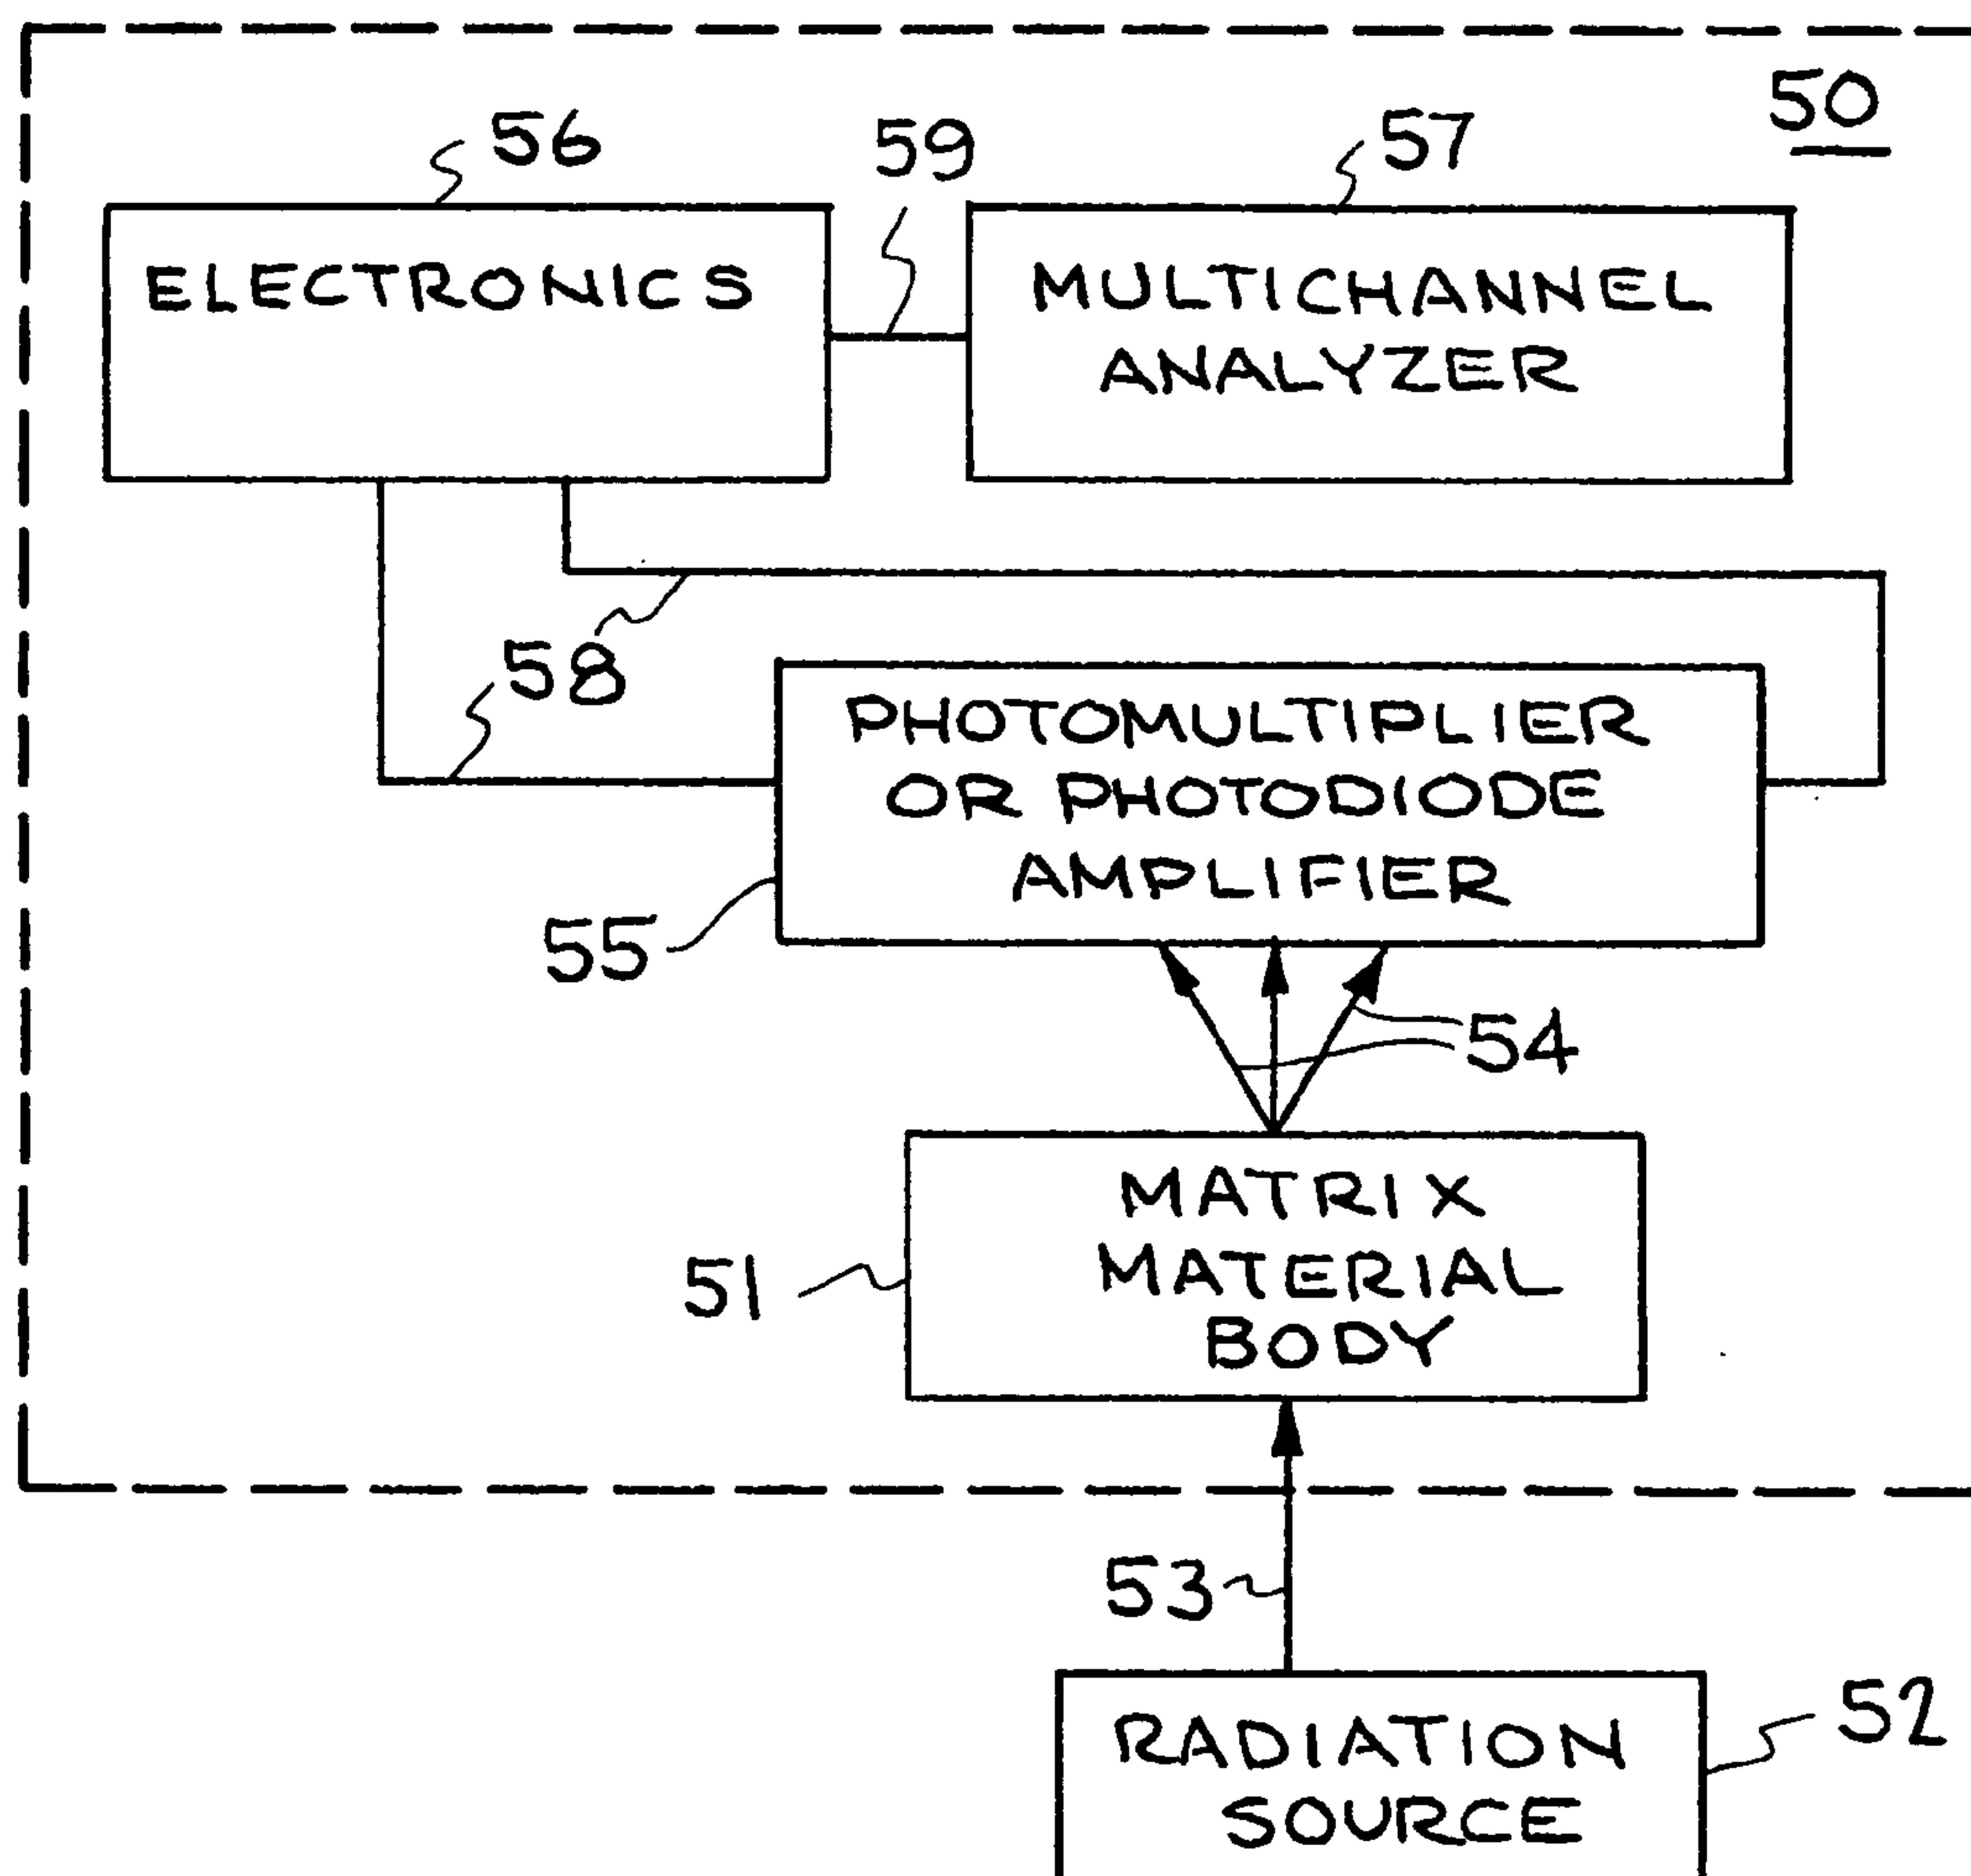 50
56
59
57
ELECTRONICS
MULTICHANNEL
ANALYZER
58
PHOTOMULTIPLIER
OR PHOTODIODE
AMPLIFIER
55
54
MATRIX
MATERIAL
BODY
51
53
RADIATION
SOURCE
52